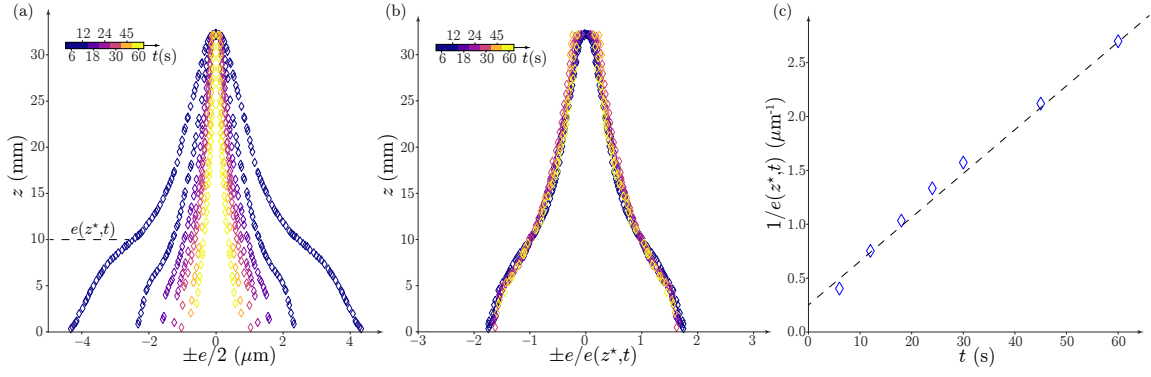 (a)
12 24 45
6 18 30 60
t(s)
z (mm)
30
25
20
15
10
5
0
e(z⋆,t)
−4 −2 0 2 4
±e/2 (μm)
(b)
12 24 45
6 18 30 60
t(s)
z (mm)
30
25
20
15
10
5
0
−3 −2 −1 0 1 2 3
±e/e(z⋆,t)
(c)
1/e(z⋆,t) (μm⁻¹)
2.5
2.0
1.5
1.0
0.5
0.0
0 10 20 30 40 50 60
t (s)